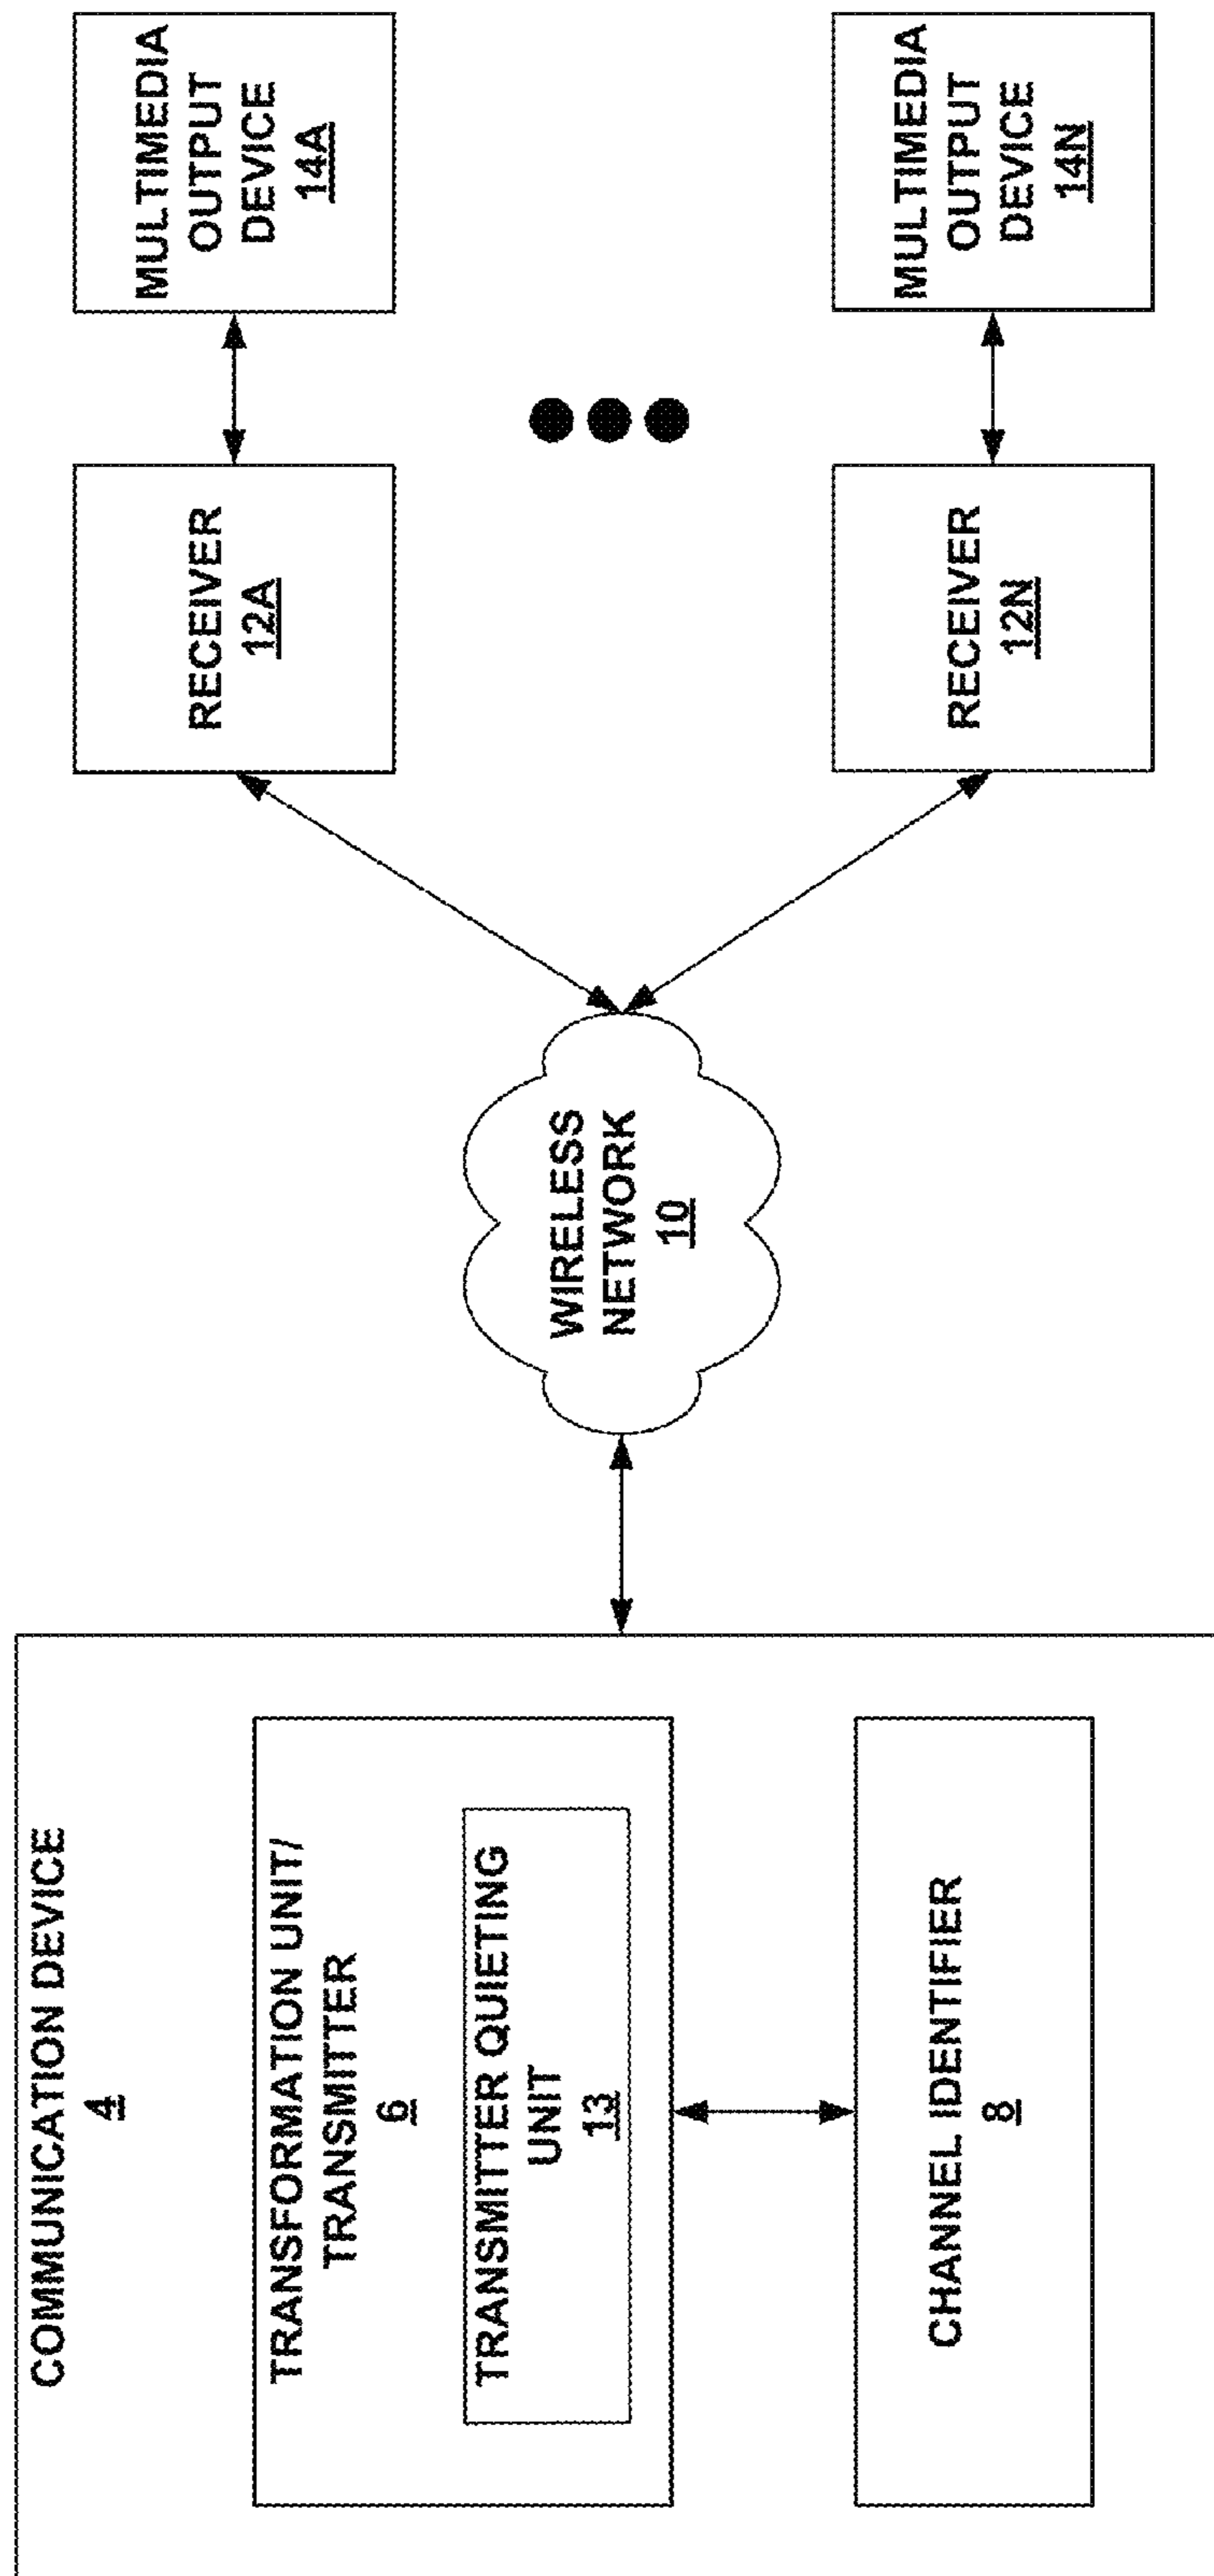 COMMUNICATION DEVICE
4
TRANSFORMATION UNIT/
TRANSMITTER
6
TRANSMITTER QUIETING
UNIT
13
CHANNEL IDENTIFIER
8
WIRELESS
NETWORK
10
RECEIVER
12A
MULTIMEDIA
OUTPUT
DEVICE
14A
RECEIVER
12N
MULTIMEDIA
OUTPUT
DEVICE
14N